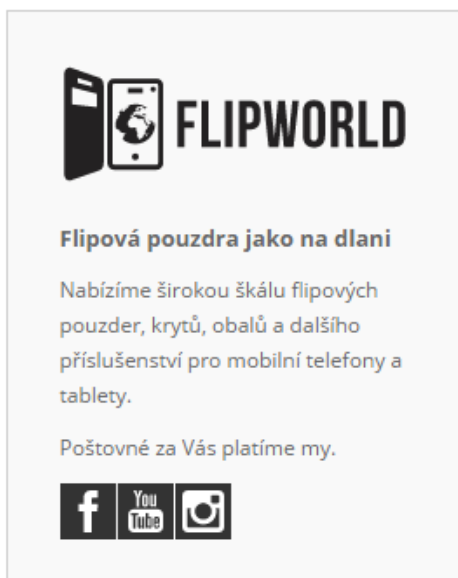 FLIPWORLD
Flipová pouzdra jako na dlani
Nabízíme širokou škálu flipových
pouzder, krytů, obalů a dalšího
příslušenství pro mobilní telefony a
tablety.
Poštovné za Vás platíme my.
f You Tube